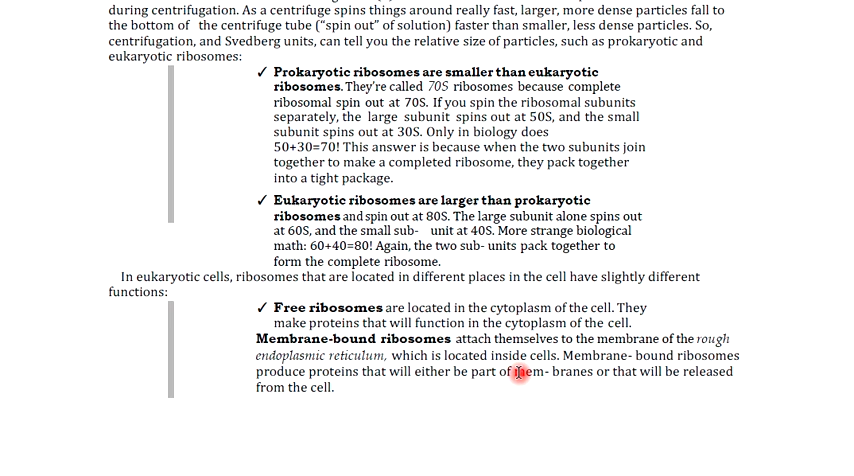 during centrifugation. As a centrifuge spins things around really fast, larger, more dense particles fall to
the bottom of the centrifuge tube (“spin out” of solution) faster than smaller, less dense particles. So,
centrifugation, and Svedberg units, can tell you the relative size of particles, such as prokaryotic and
eukaryotic ribosomes:
✓ Prokaryotic ribosomes are smaller than eukaryotic
ribosomes. They’re called 70S ribosomes because complete
ribosomal spin out at 70S. If you spin the ribosomal subunits
separately, the large subunit spins out at 50S, and the small
subunit spins out at 30S. Only in biology does
50+30=70! This answer is because when the two subunits join
together to make a completed ribosome, they pack together
into a tight package.
✓ Eukaryotic ribosomes are larger than prokaryotic
ribosomes and spin out at 80S. The large subunit alone spins out
at 60S, and the small sub- unit at 40S. More strange biological
math: 60+40=80! Again, the two sub- units pack together to
form the complete ribosome.
In eukaryotic cells, ribosomes that are located in different places in the cell have slightly different
functions:
✓ Free ribosomes are located in the cytoplasm of the cell. They
make proteins that will function in the cytoplasm of the cell.
Membrane-bound ribosomes attach themselves to the membrane of the rough
endoplasmic reticulum, which is located inside cells. Membrane- bound ribosomes
produce proteins that will either be part of branes or that will be released
from the cell.